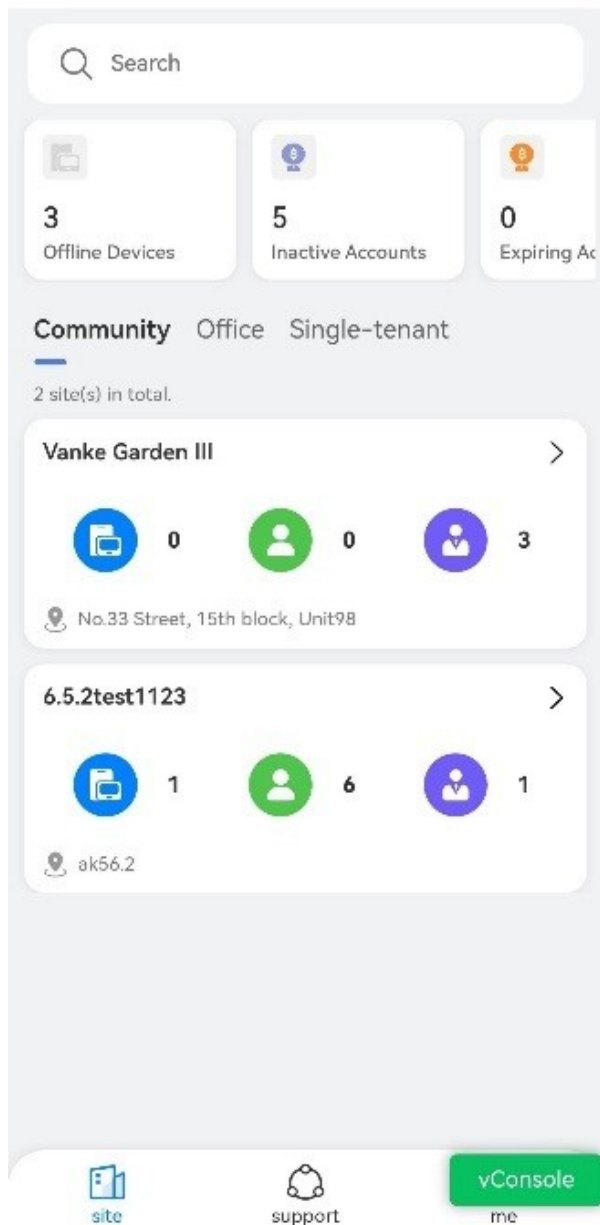 Search
3 5 0
Offline Devices Inactive Accounts Expiring Ac
Community Office Single-tenant
2 site(s) in total.
Vanke Garden III
0 0 3
No.33 Street, 15th block, Unit98
6.5.2test1123
1 6 1
ak56.2
vConsole
site support me